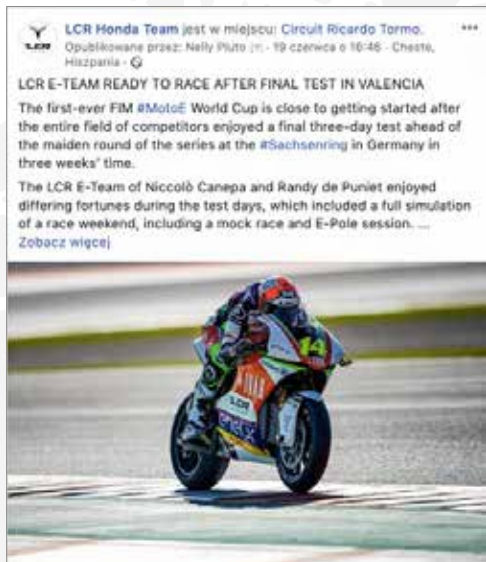 LCR Honda Team jest w miejscu: Circuit Ricardo Tormo.
Opublikowane przez: Nelly Pluto · 19 czerwca o 16:46 · Cheste,
Hiszpania ·
LCR E-TEAM READY TO RACE AFTER FINAL TEST IN VALENCIA
The first-ever FIM #MotoE World Cup is close to getting started after
the entire field of competitors enjoyed a final three-day test ahead of
the maiden round of the series at the #Sachsenring in Germany in
three weeks' time.
The LCR E-Team of Niccolò Canepa and Randy de Puniet enjoyed
differing fortunes during the test days, which included a full simulation
of a race weekend, including a mock race and E-Pole session. ...
Zobacz więcej
14
LCR